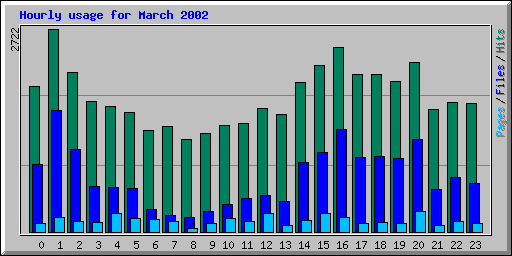 Hourly usage for March 2002
2722
Pages/Files/Hits
0 1 2 3 4 5 6 7 8 9 10 11 12 13 14 15 16 17 18 19 20 21 22 23